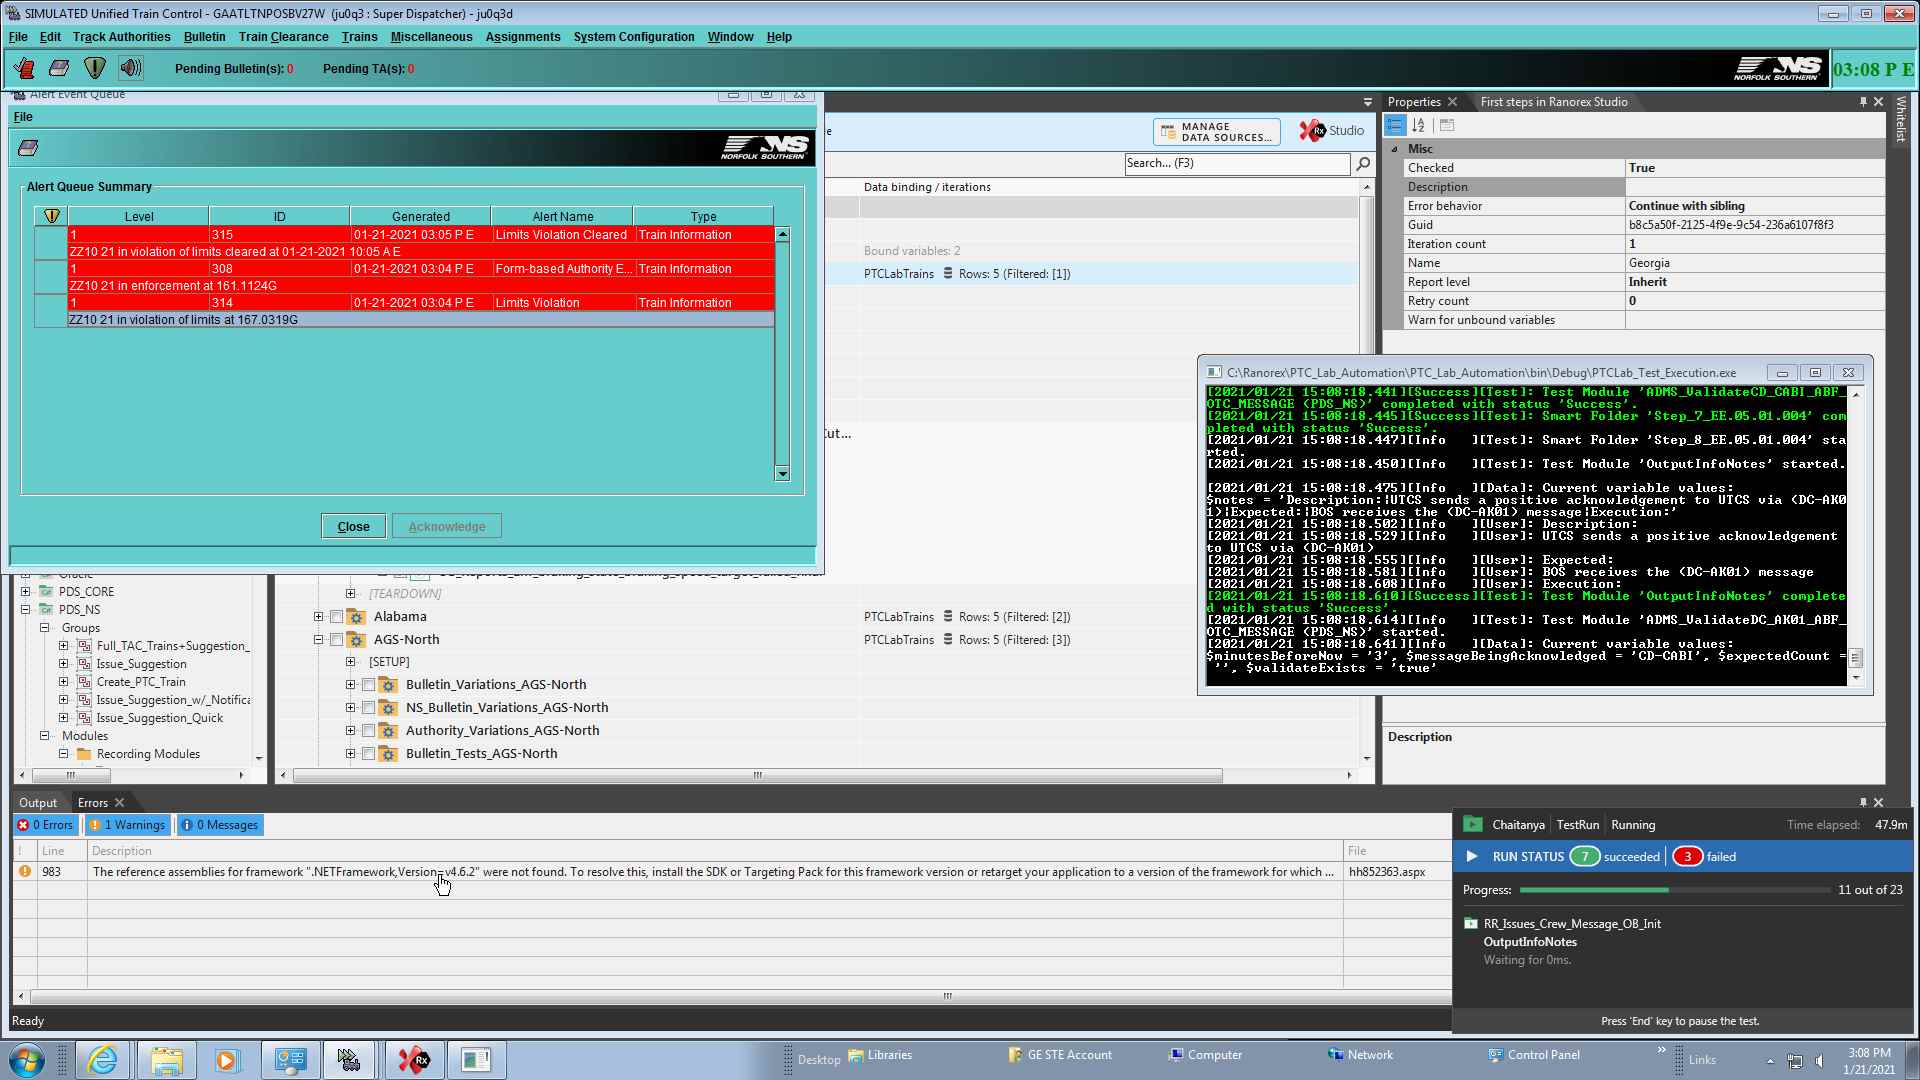 SIMULATED Unified Train Control - GAATLTNPOSBV27W (ju0q3 : Super Dispatcher) - ju0q3d
File Edit Track Authorities Bulletin Train Clearance Trains Miscellaneous Assignments System Configuration Window Help
Pending Bulletin(s): 0 Pending TA(s): 0
NS
NORFOLK SOUTHERN
03:08 P E
Alert Event Queue
File
NS
NORFOLK SOUTHERN
Alert Queue Summary
Level ID Generated Alert Name Type
1 315 01-21-2021 03:05 P E Limits Violation Cleared Train Information
ZZ10 21 in violation of limits cleared at 01-21-2021 10:05 A E
1 308 01-21-2021 03:04 P E Form-based Authority E... Train Information
ZZ10 21 in enforcement at 161.1124G
1 314 01-21-2021 03:04 P E Limits Violation Train Information
ZZ10 21 in violation of limits at 167.0319G
Close Acknowledge
MANAGE
DATA SOURCES...
Rx Studio
Search... (F3)
Data binding / iterations
Bound variables: 2
PTCLabTrains Rows: 5 (Filtered: [1])
Cut...
Properties First steps in Ranorex Studio
Whitelist
Misc
Checked True
Description
Error behavior Continue with sibling
Guid b8c5a50f-2125-4f9e-9c54-236a6107f8f3
Iteration count 1
Name Georgia
Report level Inherit
Retry count 0
Warn for unbound variables
C:\Ranorex\PTC_Lab_Automation\PTC_Lab_Automation\bin\Debug\PTCLab_Test_Execution.exe
[2021/01/21 15:08:18.441][Success][Test]: Test Module 'ADMS_ValidateCD_CABI_ABF_
OTC_MESSAGE (PDS_NS)' completed with status 'Success'.
[2021/01/21 15:08:18.445][Success][Test]: Smart Folder 'Step_7_EE.05.01.004' com
pleted with status 'Success'.
[2021/01/21 15:08:18.447][Info ][Test]: Smart Folder 'Step_8_EE.05.01.004' sta
rted.
[2021/01/21 15:08:18.450][Info ][Test]: Test Module 'OutputInfoNotes' started.
[2021/01/21 15:08:18.475][Info ][Data]: Current variable values:
$notes = 'Description:|UTCS sends a positive acknowledgement to UTCS via (DC-AK0
1)|Expected:|BOS receives the (DC-AK01) message|Execution:'
[2021/01/21 15:08:18.502][Info ][User]: Description:
[2021/01/21 15:08:18.529][Info ][User]: UTCS sends a positive acknowledgement
to UTCS via (DC-AK01)
[2021/01/21 15:08:18.555][Info ][User]: Expected:
[2021/01/21 15:08:18.581][Info ][User]: BOS receives the (DC-AK01) message
[2021/01/21 15:08:18.608][Info ][User]: Execution:
[2021/01/21 15:08:18.610][Success][Test]: Test Module 'OutputInfoNotes' complete
d with status 'Success'.
[2021/01/21 15:08:18.614][Info ][Test]: Test Module 'ADMS_ValidateDC_AK01_ABF_
OTC_MESSAGE (PDS_NS)' started.
[2021/01/21 15:08:18.641][Info ][Data]: Current variable values:
$minutesBeforeNow = '3', $messageBeingAcknowledged = 'CD-CABI', $expectedCount =
'', $validateExists = 'true'
Description
Oracle
PDS_CORE
PDS_NS
Groups
Full_TAC_Trains+Suggestion_
Issue_Suggestion
Create_PTC_Train
Issue_Suggestion_w/_Notifica
Issue_Suggestion_Quick
Modules
Recording Modules
[TEARDOWN]
Alabama PTCLabTrains Rows: 5 (Filtered: [2])
AGS-North PTCLabTrains Rows: 5 (Filtered: [3])
[SETUP]
Bulletin_Variations_AGS-North
NS_Bulletin_Variations_AGS-North
Authority_Variations_AGS-North
Bulletin_Tests_AGS-North
Output Errors
0 Errors 1 Warnings 0 Messages
! Line Description File
983 The reference assemblies for framework ".NETFramework,Version=v4.6.2" were not found. To resolve this, install the SDK or Targeting Pack for this framework version or retarget your application to a version of the framework for which ... hh852363.aspx
Ready
Chaitanya TestRun Running Time elapsed: 47.9m
RUN STATUS 7 succeeded 3 failed
Progress: 11 out of 23
RR_Issues_Crew_Message_OB_Init
OutputInfoNotes
Waiting for 0ms.
Press 'End' key to pause the test.
Desktop Libraries GE STE Account Computer Network Control Panel Links
3:08 PM
1/21/2021